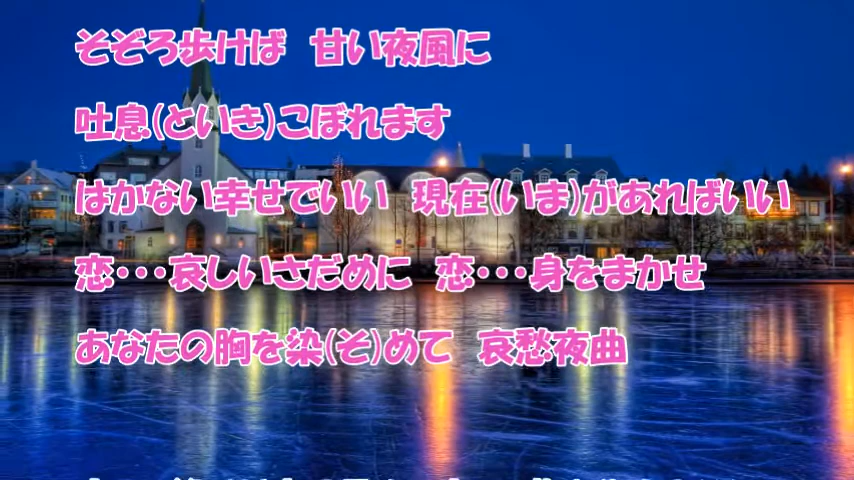 そぞろ歩けば　甘い夜風に
吐息(といき)こぼれます
はかない幸せでいい　現在(いま)があればいい
恋･･･哀しいさだめに　恋･･･身をまかせ
あなたの胸を染(そ)めて　哀愁夜曲